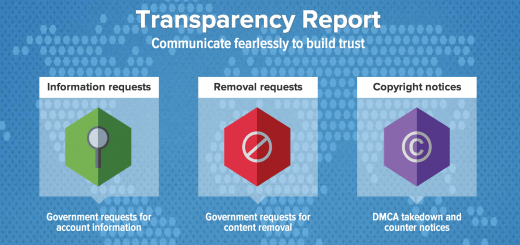 Transparency Report
Communicate fearlessly to build trust
Information requests
Removal requests
Copyright notices
©
Government requests for
account information
Government requests for
content removal
DMCA takedown and
counter notices